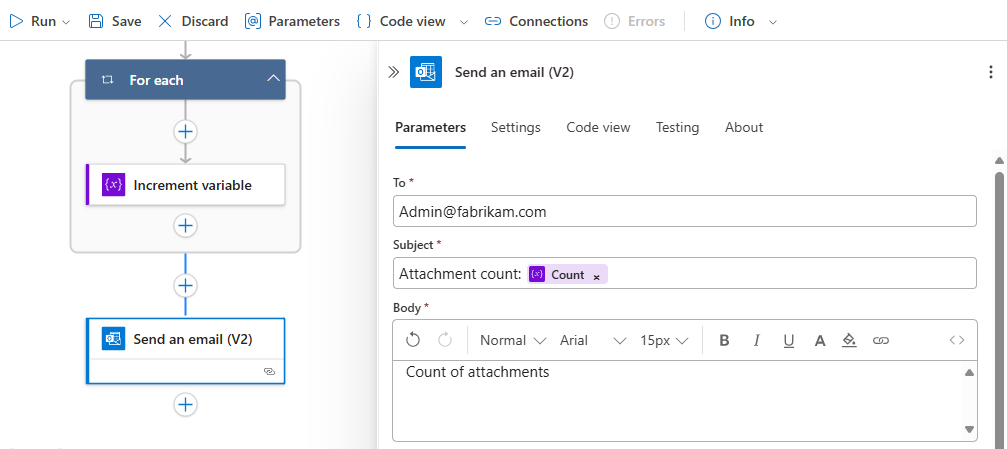 Run Save Discard Parameters Code view Connections Errors Info
For each
Increment variable
Send an email (V2)
Send an email (V2)
Parameters Settings Code view Testing About
To *
Admin@fabrikam.com
Subject *
Attachment count: {x} Count ×
Body *
Normal Arial 15px B I U A
Count of attachments